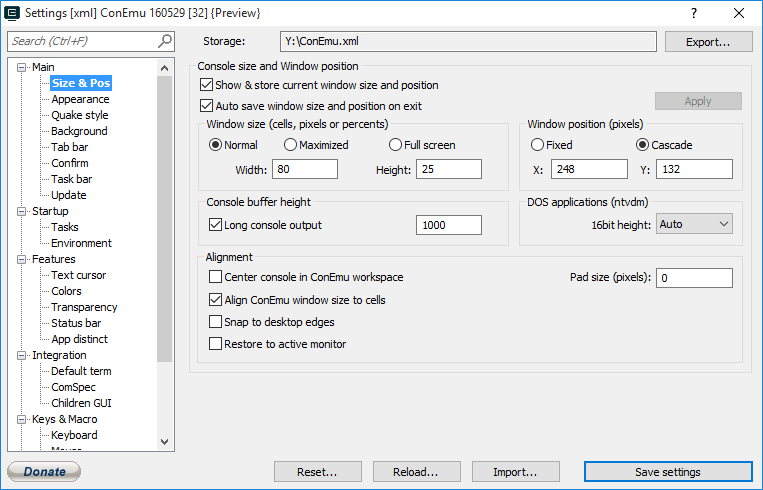 Settings [xml] ConEmu 160529 [32] {Preview}
Search (Ctrl+F)
Storage:
Y:\ConEmu.xml
Export...
Main
Size & Pos
Appearance
Quake style
Background
Tab bar
Confirm
Task bar
Update
Startup
Tasks
Environment
Features
Text cursor
Colors
Transparency
Status bar
App distinct
Integration
Default term
ComSpec
Children GUI
Keys & Macro
Keyboard
Mouse
Console size and Window position
Show & store current window size and position
Auto save window size and position on exit
Apply
Window size (cells, pixels or percents)
Normal
Maximized
Full screen
Width: 80
Height: 25
Window position (pixels)
Fixed
Cascade
X: 248
Y: 132
Console buffer height
Long console output
1000
DOS applications (ntvdm)
16bit height: Auto
Alignment
Center console in ConEmu workspace
Pad size (pixels): 0
Align ConEmu window size to cells
Snap to desktop edges
Restore to active monitor
Donate
Reset...
Reload...
Import...
Save settings